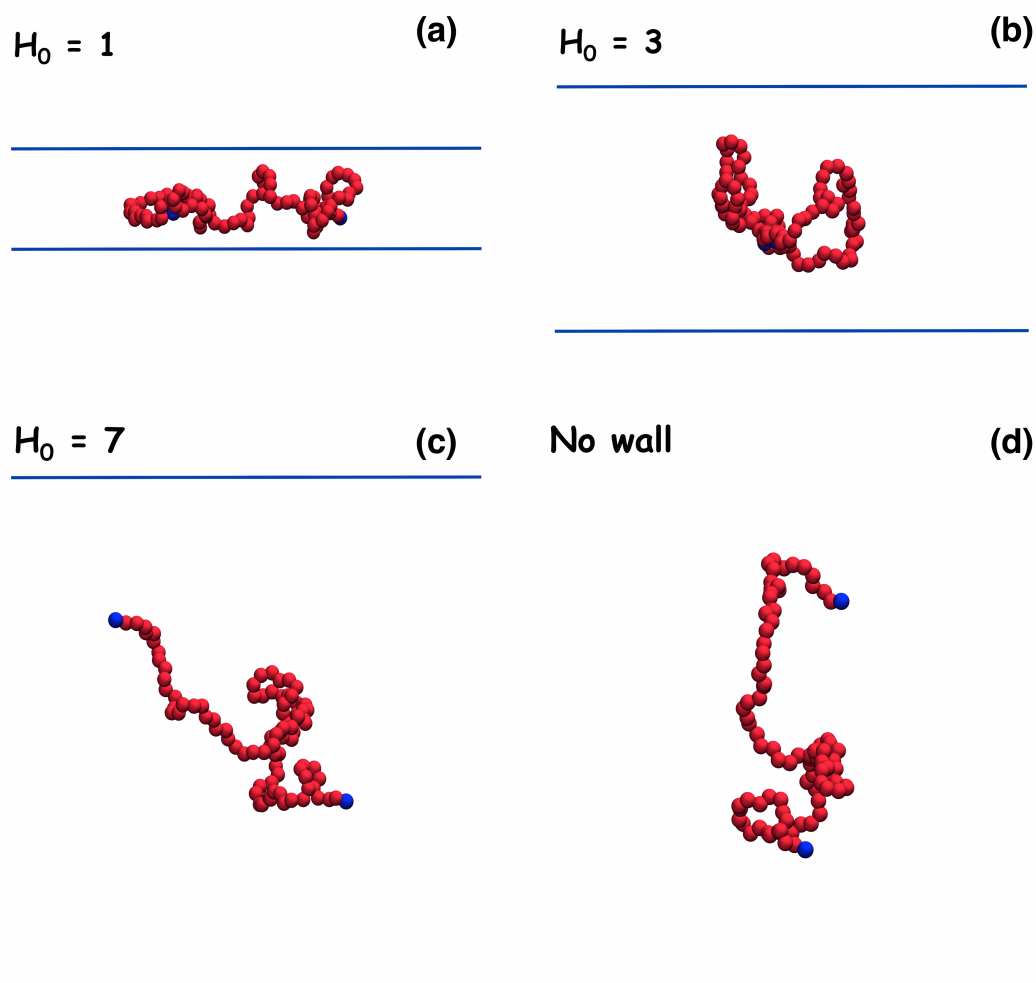 H₀ = 1
(a)
H₀ = 3
(b)
H₀ = 7
(c)
No wall
(d)